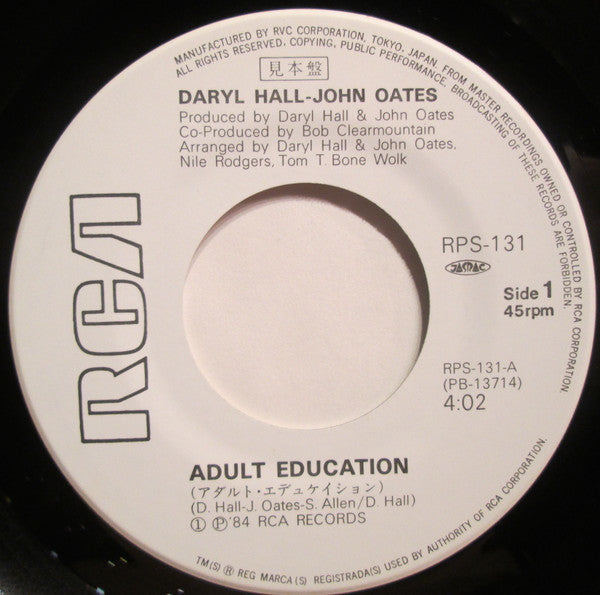 MANUFACTURED BY RVC CORPORATION, TOKYO, JAPAN, FROM MASTER RECORDINGS OWNED OR CONTROLLED BY RCA CORPORATION.
ALL RIGHTS RESERVED, COPYING, PUBLIC PERFORMANCE, BROADCASTING OF THESE RECORDS ARE FORBIDDEN.
見本盤
DARYL HALL-JOHN OATES
Produced by Daryl Hall & John Oates
Co-Produced by Bob Clearmountain
Arranged by Daryl Hall & John Oates,
Nile Rodgers, Tom T. Bone Wolk
RCA
RPS-131
JASRAC
Side 1
45rpm
RPS-131-A
(PB-13714)
4:02
ADULT EDUCATION
(アダルト・エデュケイション)
(D. Hall-J. Oates-S. Allen/D. Hall)
① Ⓟ '84 RCA RECORDS
TM(S) ® REG MARCA(S) REGISTRADA(S) USED BY AUTHORITY OF RCA CORPORATION.